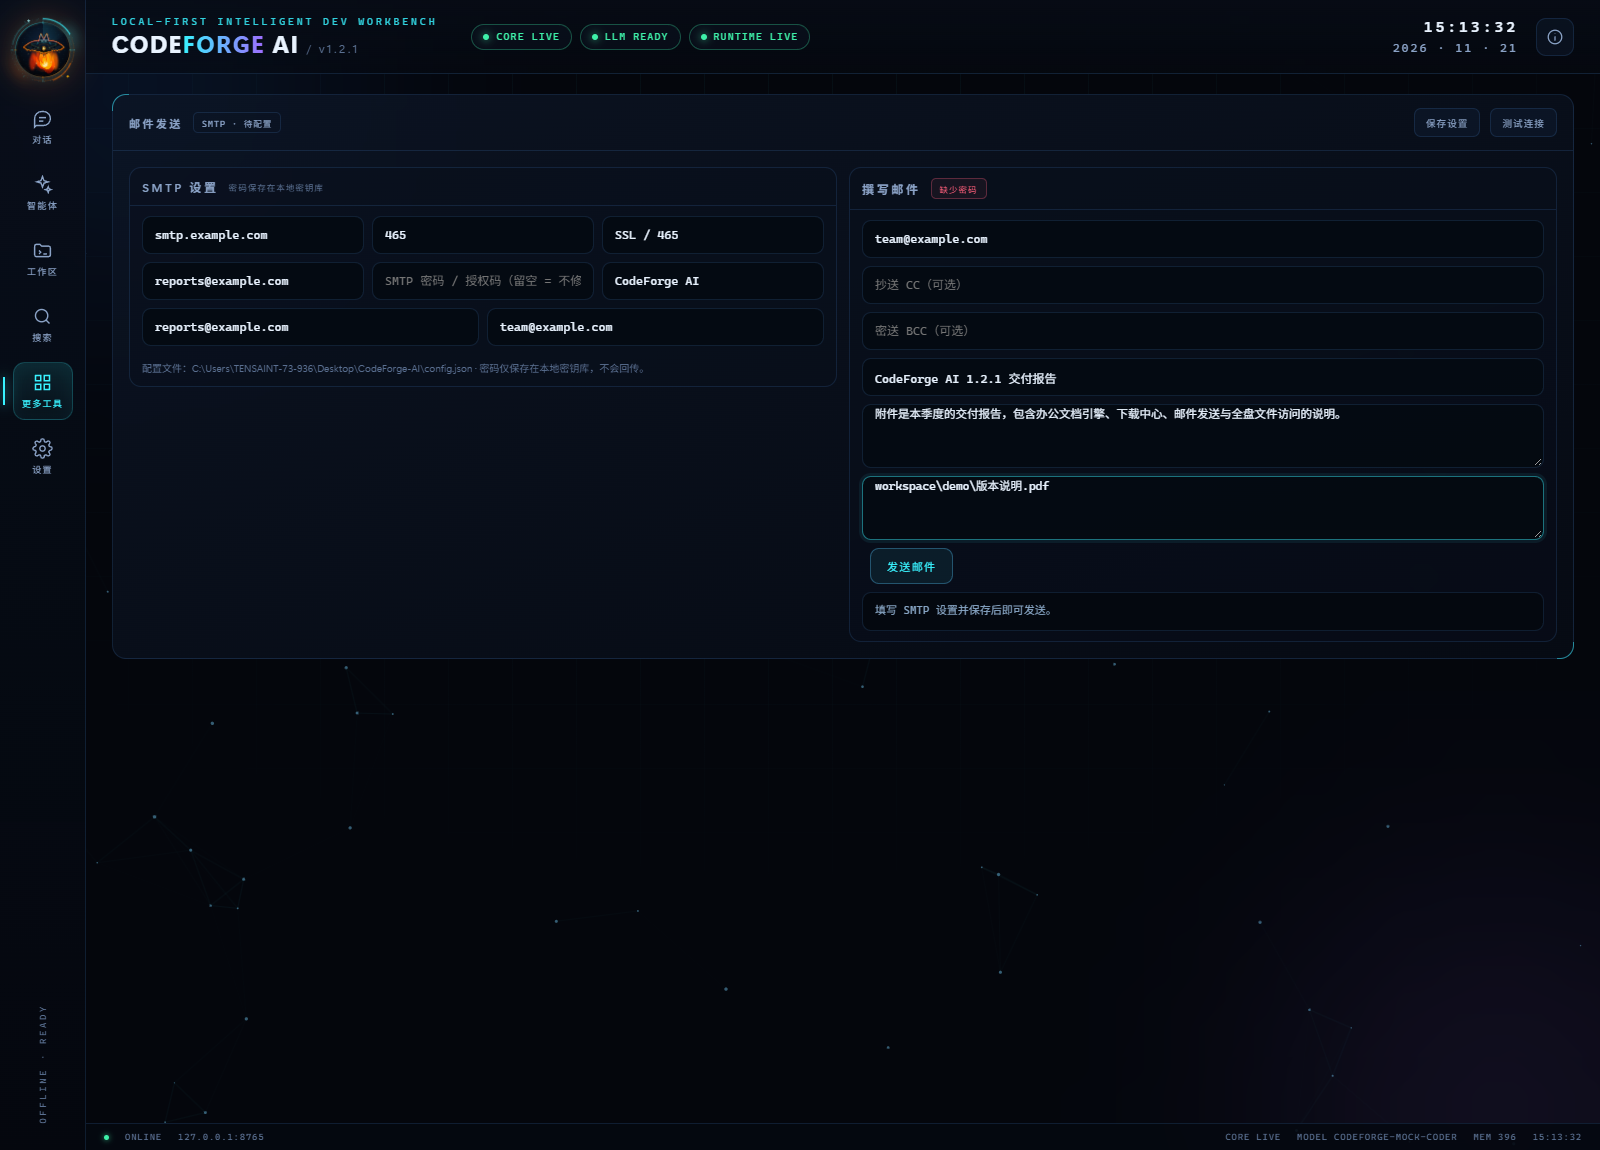 LOCAL-FIRST INTELLIGENT DEV WORKBENCH
CODEFORGE AI / v1.2.1
CORE LIVE
LLM READY
RUNTIME LIVE
15:13:32
2026 · 11 · 21
对话
智能体
工作区
搜索
更多工具
设置
OFFLINE · READY
邮件发送
SMTP · 待配置
保存设置
测试连接
SMTP 设置
密码保存在本地密钥库
smtp.example.com
465
SSL / 465
reports@example.com
SMTP 密码 / 授权码（留空 = 不修
CodeForge AI
reports@example.com
team@example.com
配置文件：C:\Users\TENSAINT-73-936\Desktop\CodeForge-AI\config.json · 密码仅保存在本地密钥库，不会回传。
撰写邮件
缺少密码
team@example.com
抄送 CC（可选）
密送 BCC（可选）
CodeForge AI 1.2.1 交付报告
附件是本季度的交付报告，包含办公文档引擎、下载中心、邮件发送与全盘文件访问的说明。
workspace\demo\版本说明.pdf
发送邮件
填写 SMTP 设置并保存后即可发送。
ONLINE
127.0.0.1:8765
CORE LIVE
MODEL CODEFORGE-MOCK-CODER
MEM 396
15:13:32